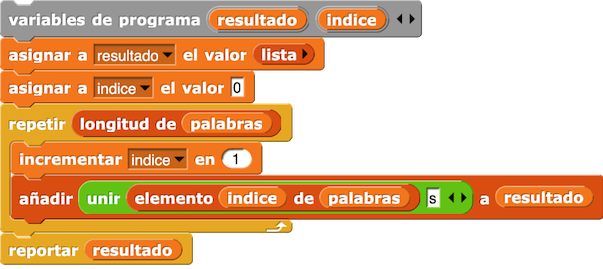 variables de programa resultado indice
asignar a resultado el valor lista
asignar a indice el valor 0
repetir longitud de palabras
incrementar indice en 1
añadir unir elemento indice de palabras s a resultado
reportar resultado